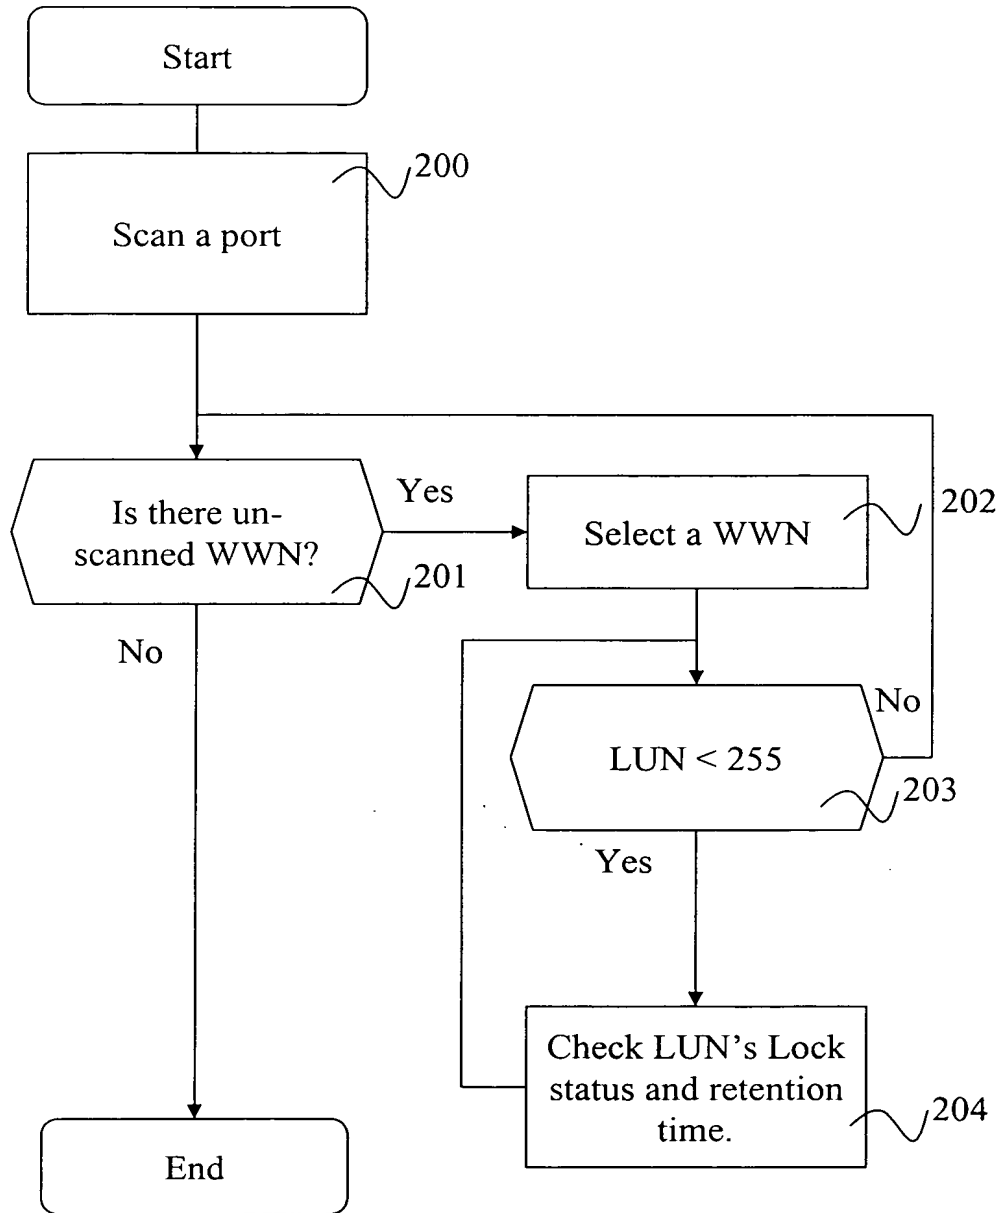 Start
200
Scan a port
Yes
Is there un-
scanned WWN?
201
Select a WWN
202
No
No
LUN < 255
203
Yes
Check LUN's Lock
status and retention
time.
204
End